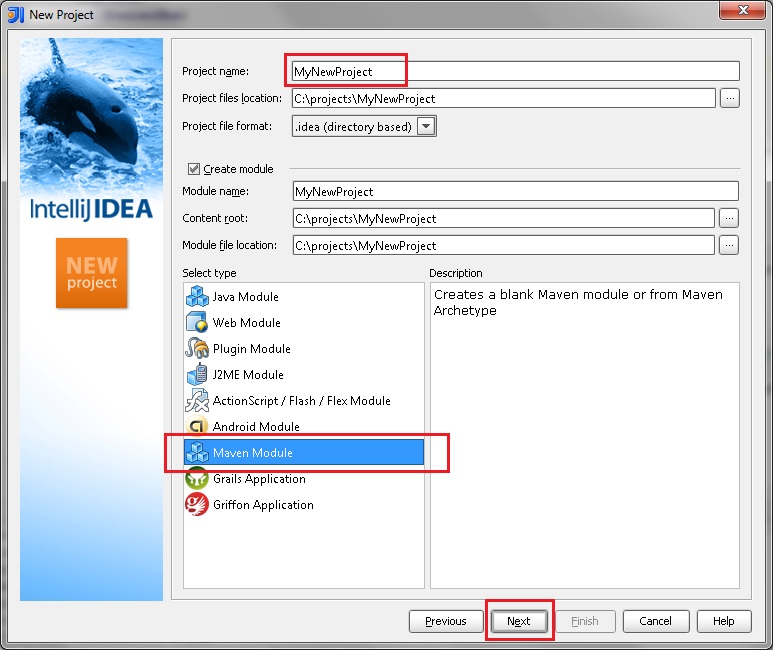 New Project
Project name: MyNewProject
Project files location: C:\projects\MyNewProject ...
Project file format: .idea (directory based)
Create module
Module name: MyNewProject
Content root: C:\projects\MyNewProject ...
Module file location: C:\projects\MyNewProject ...
IntelliJ IDEA
NEW
project
Select type
Java Module
Web Module
Plugin Module
J2ME Module
ActionScript / Flash / Flex Module
Android Module
Maven Module
Grails Application
Griffon Application
Description
Creates a blank Maven module or from Maven
Archetype
Previous Next Finish Cancel Help